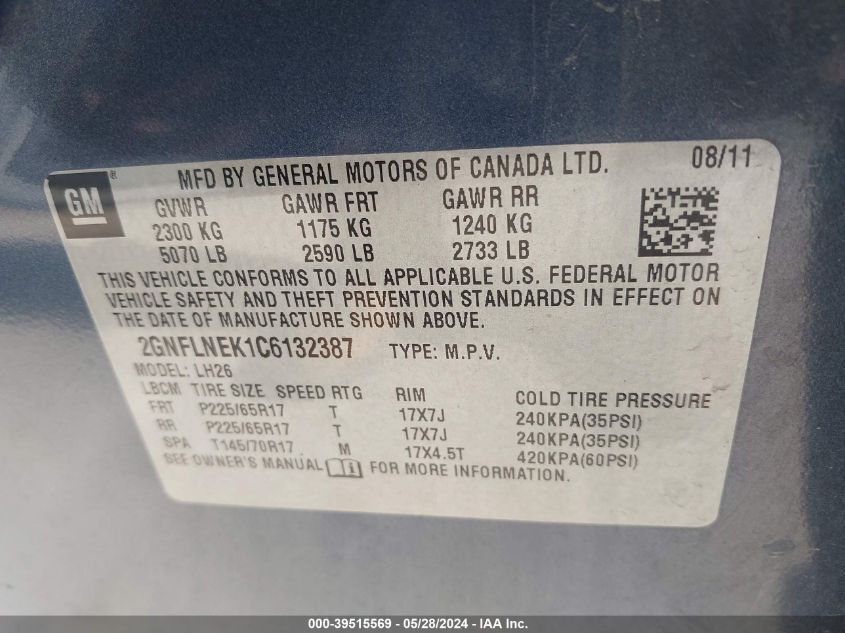 GM ® MFD BY GENERAL MOTORS OF CANADA LTD. 08/11
GVWR GAWR FRT GAWR RR
2300 KG 1175 KG 1240 KG
5070 LB 2590 LB 2733 LB
THIS VEHICLE CONFORMS TO ALL APPLICABLE U.S. FEDERAL MOTOR
VEHICLE SAFETY AND THEFT PREVENTION STANDARDS IN EFFECT ON
THE DATE OF MANUFACTURE SHOWN ABOVE.
2GNFLNEK1C6132387 TYPE: M.P.V.
MODEL: LH26
LBCM TIRE SIZE SPEED RTG RIM COLD TIRE PRESSURE
FRT P225/65R17 T 17X7J 240KPA(35PSI)
RR P225/65R17 T 17X7J 240KPA(35PSI)
SPA T145/70R17 M 17X4.5T 420KPA(60PSI)
SEE OWNER'S MANUAL FOR MORE INFORMATION.
000-39515569 - 05/28/2024 - IAA Inc.